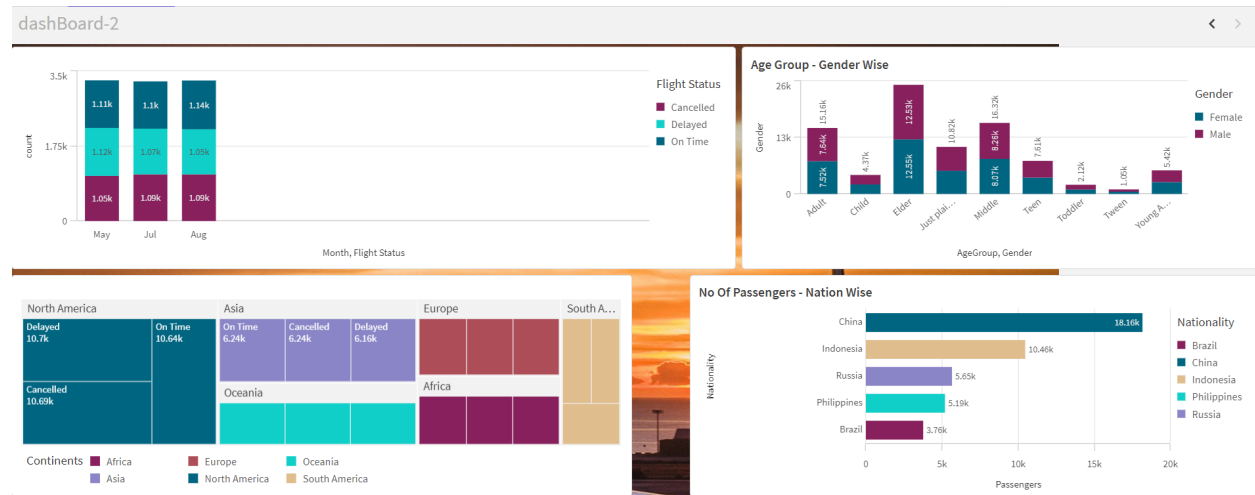 dashBoard-2
3.5k
1.75k
0
count
1.11k
1.1k
1.14k
1.12k
1.07k
1.05k
1.05k
1.09k
1.09k
May
Jul
Aug
Month, Flight Status
Flight Status
Cancelled
Delayed
On Time
Age Group - Gender Wise
26k
13k
0
Gender
15.16k
7.64k
7.52k
4.37k
12.53k
12.55k
10.82k
16.32k
8.26k
8.07k
7.61k
2.12k
1.05k
5.42k
Adult
Child
Elder
Just plai...
Middle
Teen
Toddler
Tween
Young A...
AgeGroup, Gender
Gender
Female
Male
North America
Delayed
10.7k
On Time
10.64k
Cancelled
10.69k
Asia
On Time
6.24k
Cancelled
6.24k
Delayed
6.16k
Oceania
Europe
Africa
South A...
Continents
Africa
Europe
Oceania
Asia
North America
South America
No Of Passengers - Nation Wise
Nationality
China
18.16k
Indonesia
10.46k
Russia
5.65k
Philippines
5.19k
Brazil
3.76k
0
5k
10k
15k
20k
Passengers
Nationality
Brazil
China
Indonesia
Philippines
Russia